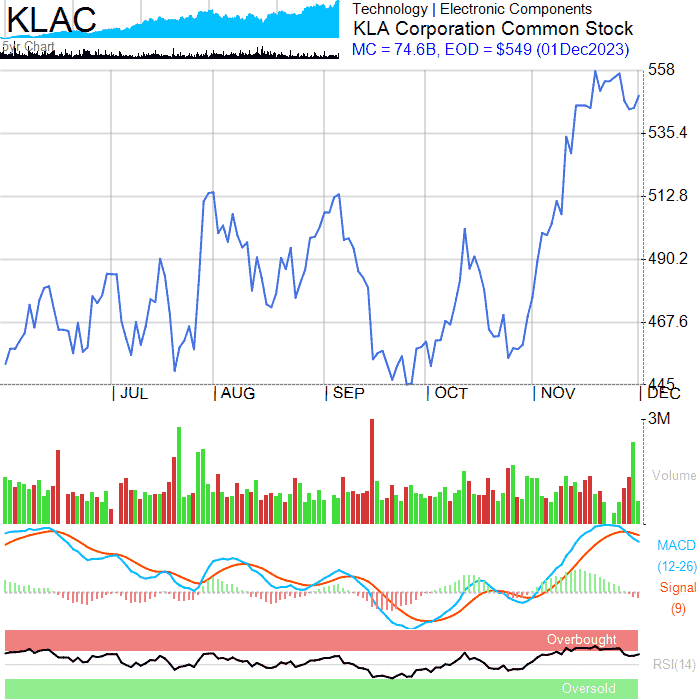 KLAC
5yr Chart
Technology | Electronic Components
KLA Corporation Common Stock
MC = 74.6B, EOD = $549 (01Dec2023)
558
535.4
512.8
490.2
467.6
445
| JUL | AUG | SEP | OCT | NOV | DEC
3M
Volume
MACD
(12-26)
Signal
(9)
Overbought
RSI(14)
Oversold